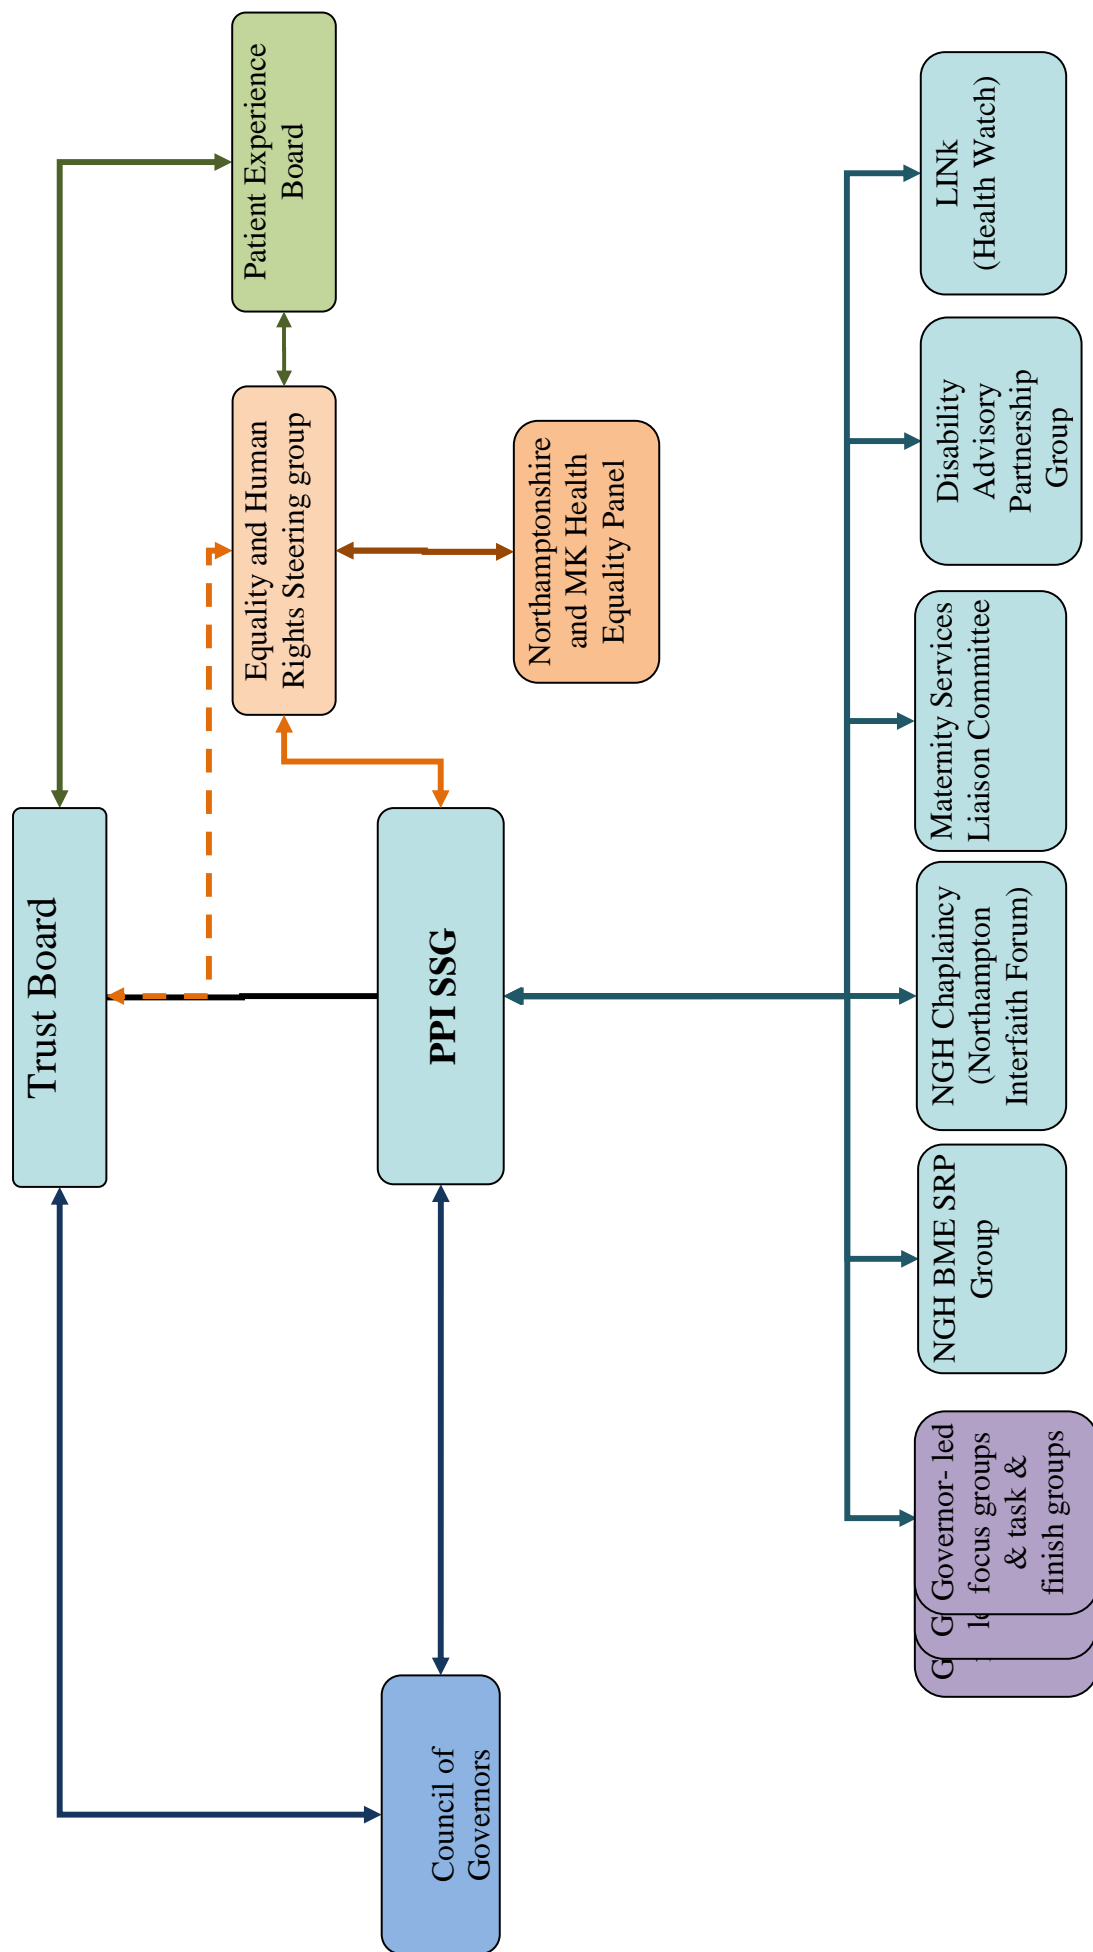 Trust Board
Patient Experience
Board
Equality and Human
Rights Steering group
Council of
Governors
PPI SSG
Northamptonshire
and MK Health
Equality Panel
Governor- led
focus groups
& task &
finish groups
G
G
le
NGH BME SRP
Group
NGH Chaplaincy
(Northampton
Interfaith Forum)
Maternity Services
Liaison Committee
Disability
Advisory
Partnership
Group
LINk
(Health Watch)